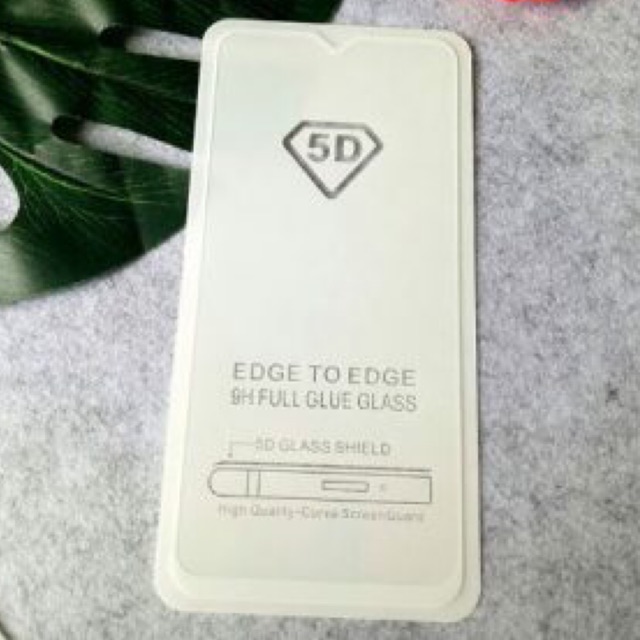 5D
EDGE TO EDGE
9H FULL GLUE GLASS
5D GLASS SHIELD
High Quality-Corea ScreenGuard